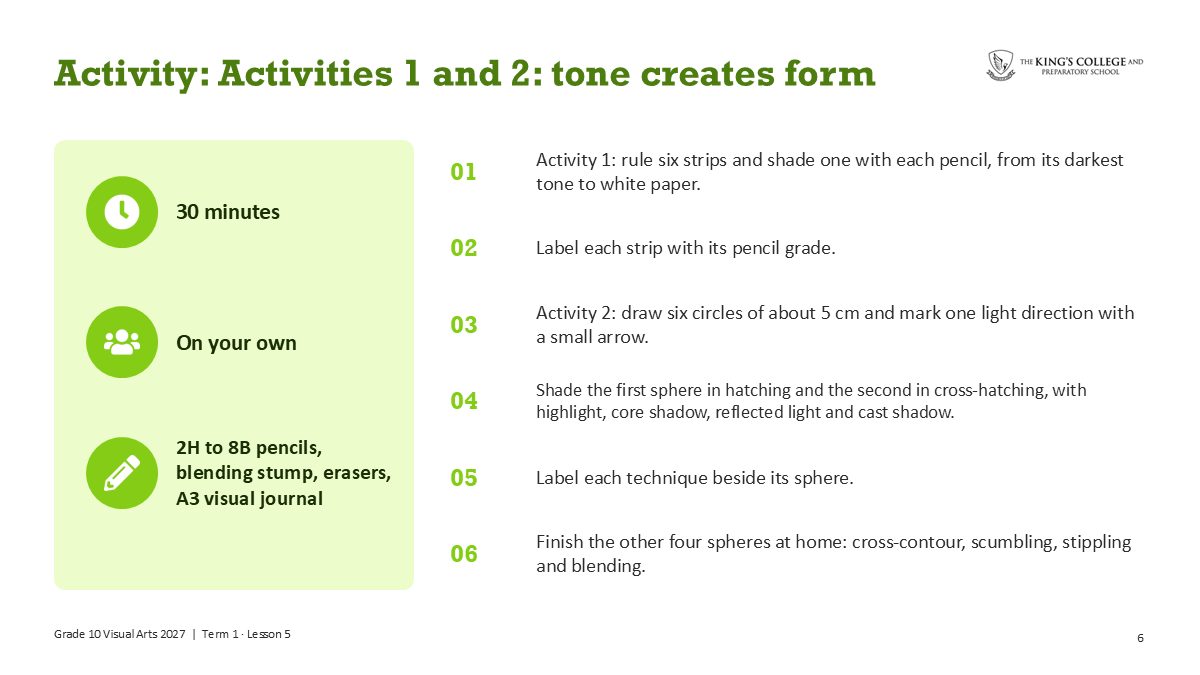 Activity: Activities 1 and 2: tone creates form
THE KING'S COLLEGE AND
PREPARATORY SCHOOL
30 minutes
On your own
2H to 8B pencils,
blending stump, erasers,
A3 visual journal
01
Activity 1: rule six strips and shade one with each pencil, from its darkest
tone to white paper.
02
Label each strip with its pencil grade.
03
Activity 2: draw six circles of about 5 cm and mark one light direction with
a small arrow.
04
Shade the first sphere in hatching and the second in cross-hatching, with
highlight, core shadow, reflected light and cast shadow.
05
Label each technique beside its sphere.
06
Finish the other four spheres at home: cross-contour, scumbling, stippling
and blending.
Grade 10 Visual Arts 2027 | Term 1 · Lesson 5
6